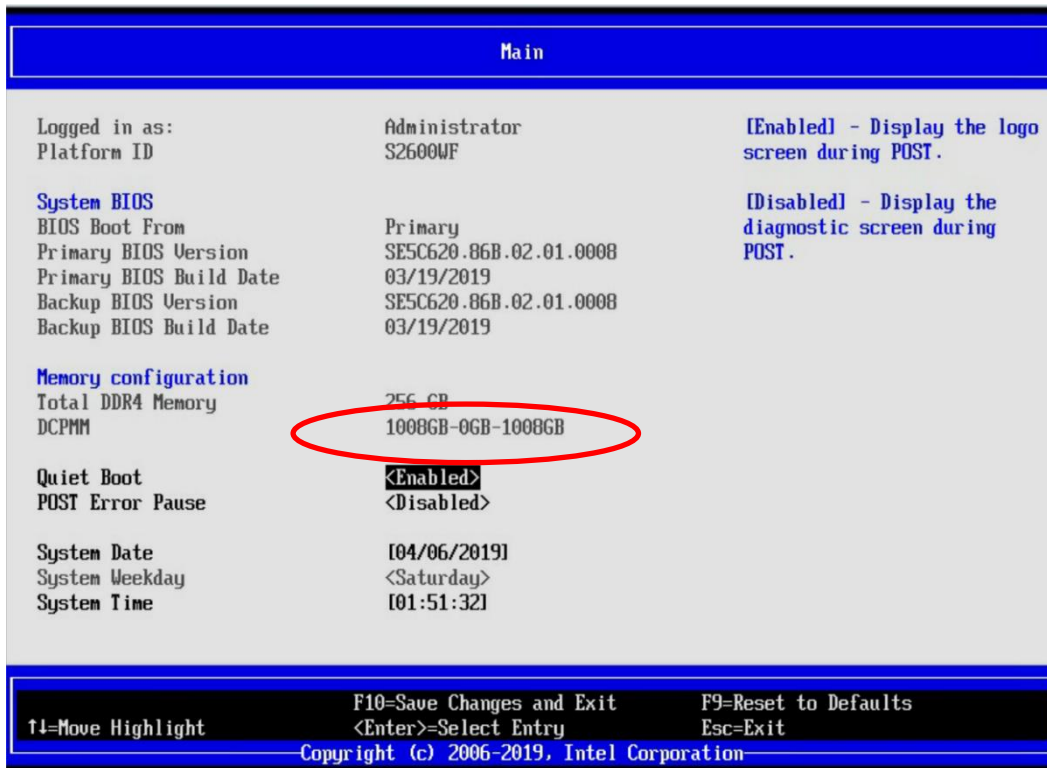 Main
Logged in as: Administrator [Enabled] - Display the logo
Platform ID S2600WF screen during POST.
System BIOS [Disabled] - Display the
BIOS Boot From Primary diagnostic screen during
Primary BIOS Version SE5C620.86B.02.01.0008 POST.
Primary BIOS Build Date 03/19/2019
Backup BIOS Version SE5C620.86B.02.01.0008
Backup BIOS Build Date 03/19/2019
Memory configuration
Total DDR4 Memory 256 GB
DCPMM 1008GB-0GB-1008GB
Quiet Boot <Enabled>
POST Error Pause <Disabled>
System Date [04/06/2019]
System Weekday <Saturday>
System Time [01:51:32]
F10=Save Changes and Exit F9=Reset to Defaults
↑↓=Move Highlight <Enter>=Select Entry Esc=Exit
Copyright (c) 2006-2019, Intel Corporation